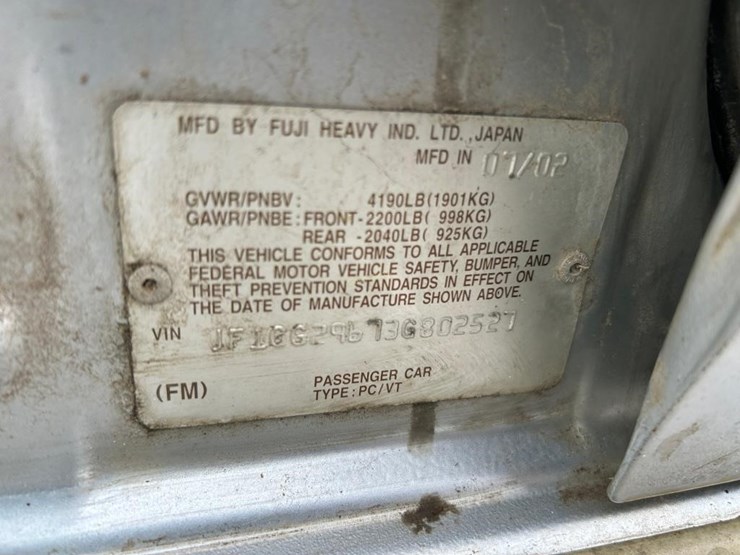 MFD BY FUJI HEAVY IND. LTD., JAPAN
MFD IN 07/02
GVWR/PNBV: 4190LB(1901KG)
GAWR/PNBE: FRONT-2200LB( 998KG)
REAR -2040LB( 925KG)
THIS VEHICLE CONFORMS TO ALL APPLICABLE
FEDERAL MOTOR VEHICLE SAFETY, BUMPER, AND
THEFT PREVENTION STANDARDS IN EFFECT ON
THE DATE OF MANUFACTURE SHOWN ABOVE.
VIN JF1GG29673G802527
(FM) PASSENGER CAR
TYPE : PC/VT